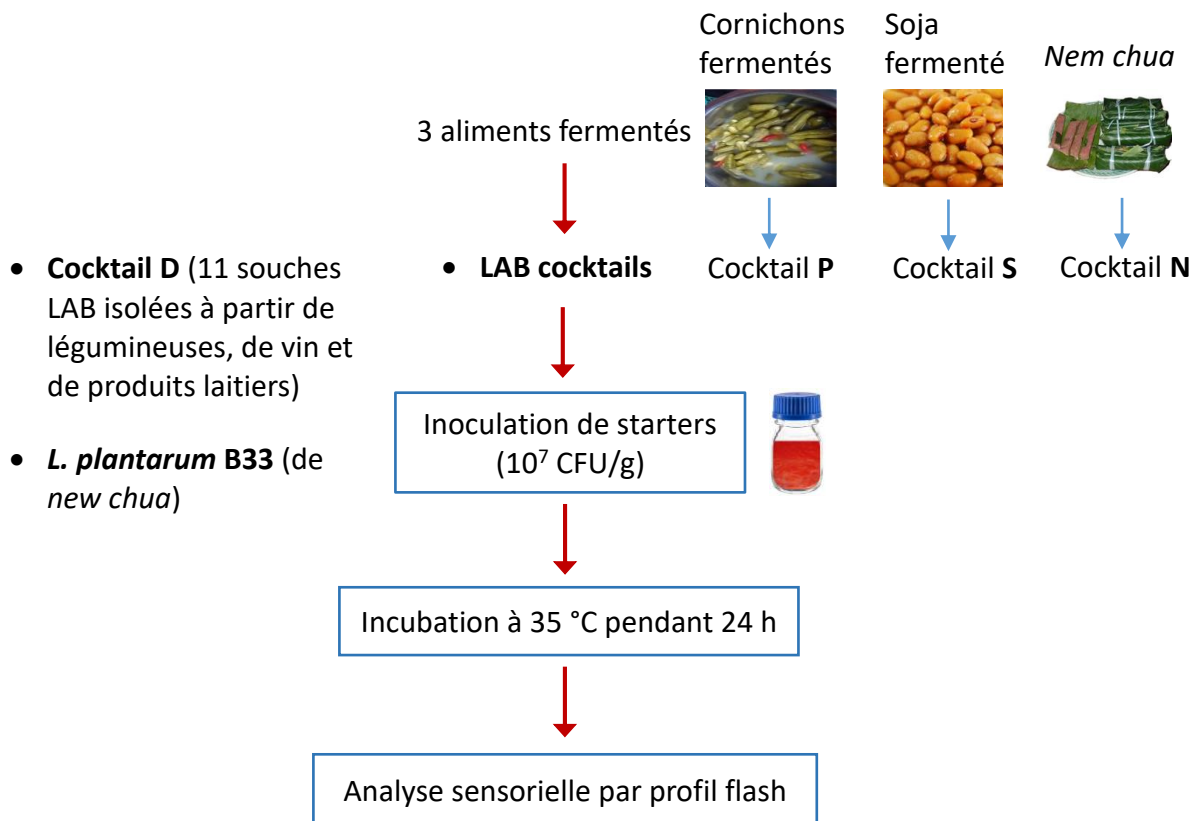 Cornichons
fermentés
Soja
fermenté
Nem chua
3 aliments fermentés
• Cocktail D (11 souches
LAB isolées à partir de
légumineuses, de vin et
de produits laitiers)
• L. plantarum B33 (de
new chua)
• LAB cocktails
Cocktail P
Cocktail S
Cocktail N
Inoculation de starters
(10⁷ CFU/g)
Incubation à 35 °C pendant 24 h
Analyse sensorielle par profil flash